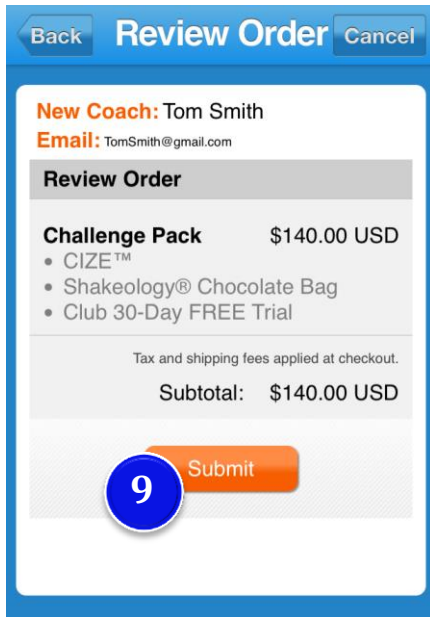 Back Review Order Cancel
New Coach: Tom Smith
Email: TomSmith@gmail.com
Review Order
Challenge Pack $140.00 USD
• CIZE™
• Shakeology® Chocolate Bag
• Club 30-Day FREE Trial
Tax and shipping fees applied at checkout.
Subtotal: $140.00 USD
Submit
9